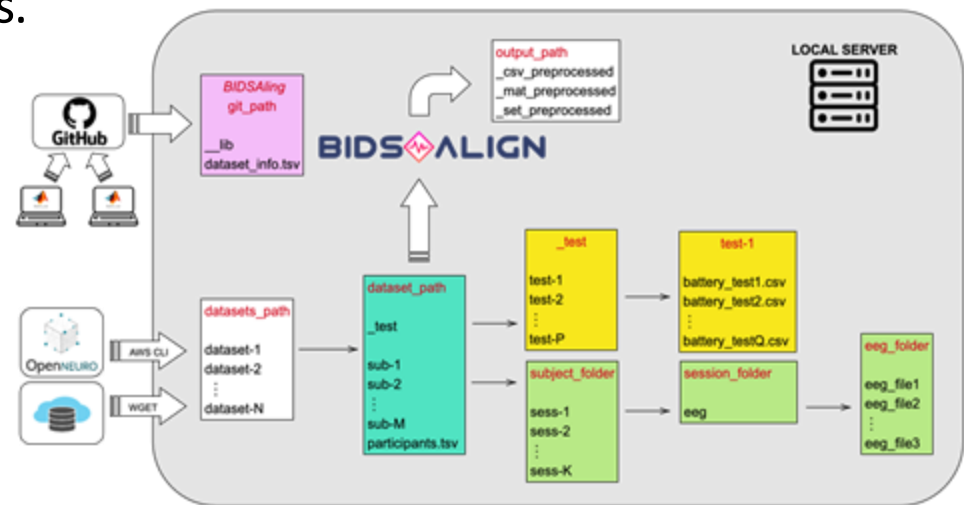 s.
LOCAL SERVER
output_path
_csv_preprocessed
_mat_preprocessed
_set_preprocessed
BIDSAling
git_path
__lib
dataset_info.tsv
GitHub
BIDS ALIGN
_test
test-1
test-2
⋮
test-P
test-1
battery_test1.csv
battery_test2.csv
⋮
battery_testQ.csv
dataset_path
_test
sub-1
sub-2
⋮
sub-M
participants.tsv
datasets_path
dataset-1
dataset-2
⋮
dataset-N
OPENNEURO
AWS CLI
WGET
subject_folder
sess-1
sess-2
⋮
sess-K
session_folder
eeg
eeg_folder
eeg_file1
eeg_file2
⋮
eeg_file3